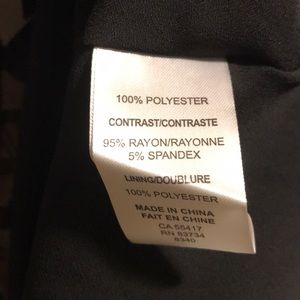 100% POLYESTER
CONTRAST/CONTRASTE
95% RAYON/RAYONNE
5% SPANDEX
LINING/DOUBLURE
100% POLYESTER
MADE IN CHINA
FAIT EN CHINE
CA 55417
RN 83734
8340